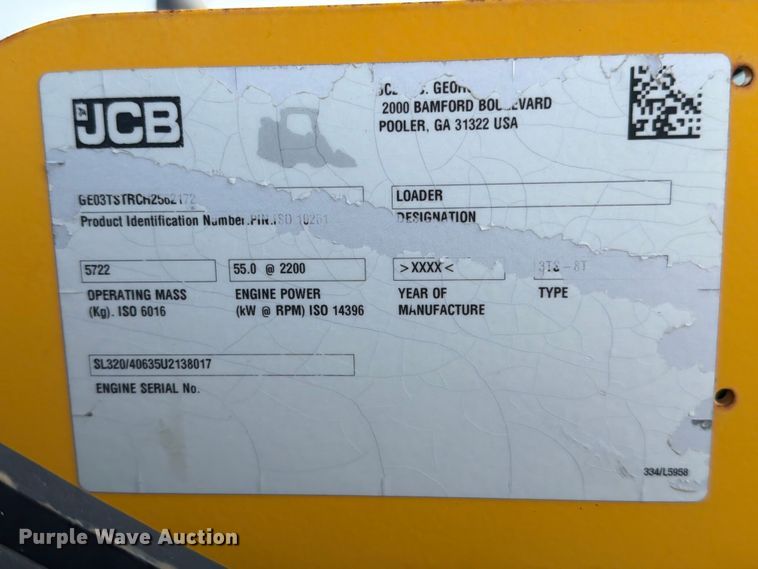 JCB
2000 BAMFORD BOULEVARD
POOLER, GA 31322 USA
LOADER
Product Identification Number.PIN.ISO
DESIGNATION
5722
55.0 @ 2200
>XXXX<
OPERATING MASS
(Kg). ISO 6016
ENGINE POWER
(kW @ RPM) ISO 14396
YEAR OF
MANUFACTURE
TYPE
SL320/40635U2138017
ENGINE SERIAL No.
334/L5958
Purple Wave Auction